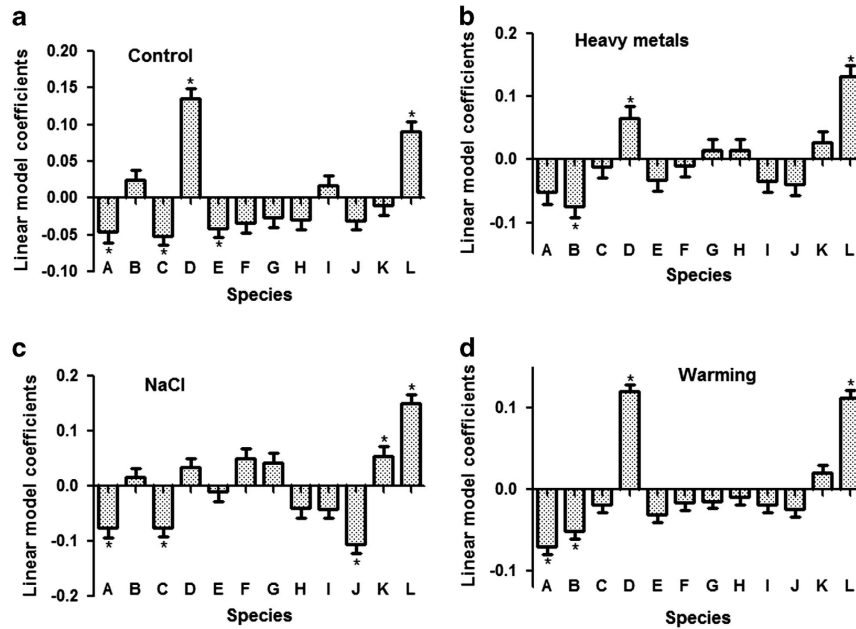 a
Control
Linear model coefficients
0.20
0.15
0.10
0.05
0.00
-0.05
-0.10
* * * * *
A B C D E F G H I J K L
Species
b
Heavy metals
Linear model coefficients
0.1
0.0
-0.1
* * *
A B C D E F G H I J K L
Species
c
NaCl
Linear model coefficients
0.2
0.1
0.0
-0.1
-0.2
* * * * *
A B C D E F G H I J K L
Species
d
Warming
Linear model coefficients
0.1
0.0
-0.1
* * * *
A B C D E F G H I J K L
Species